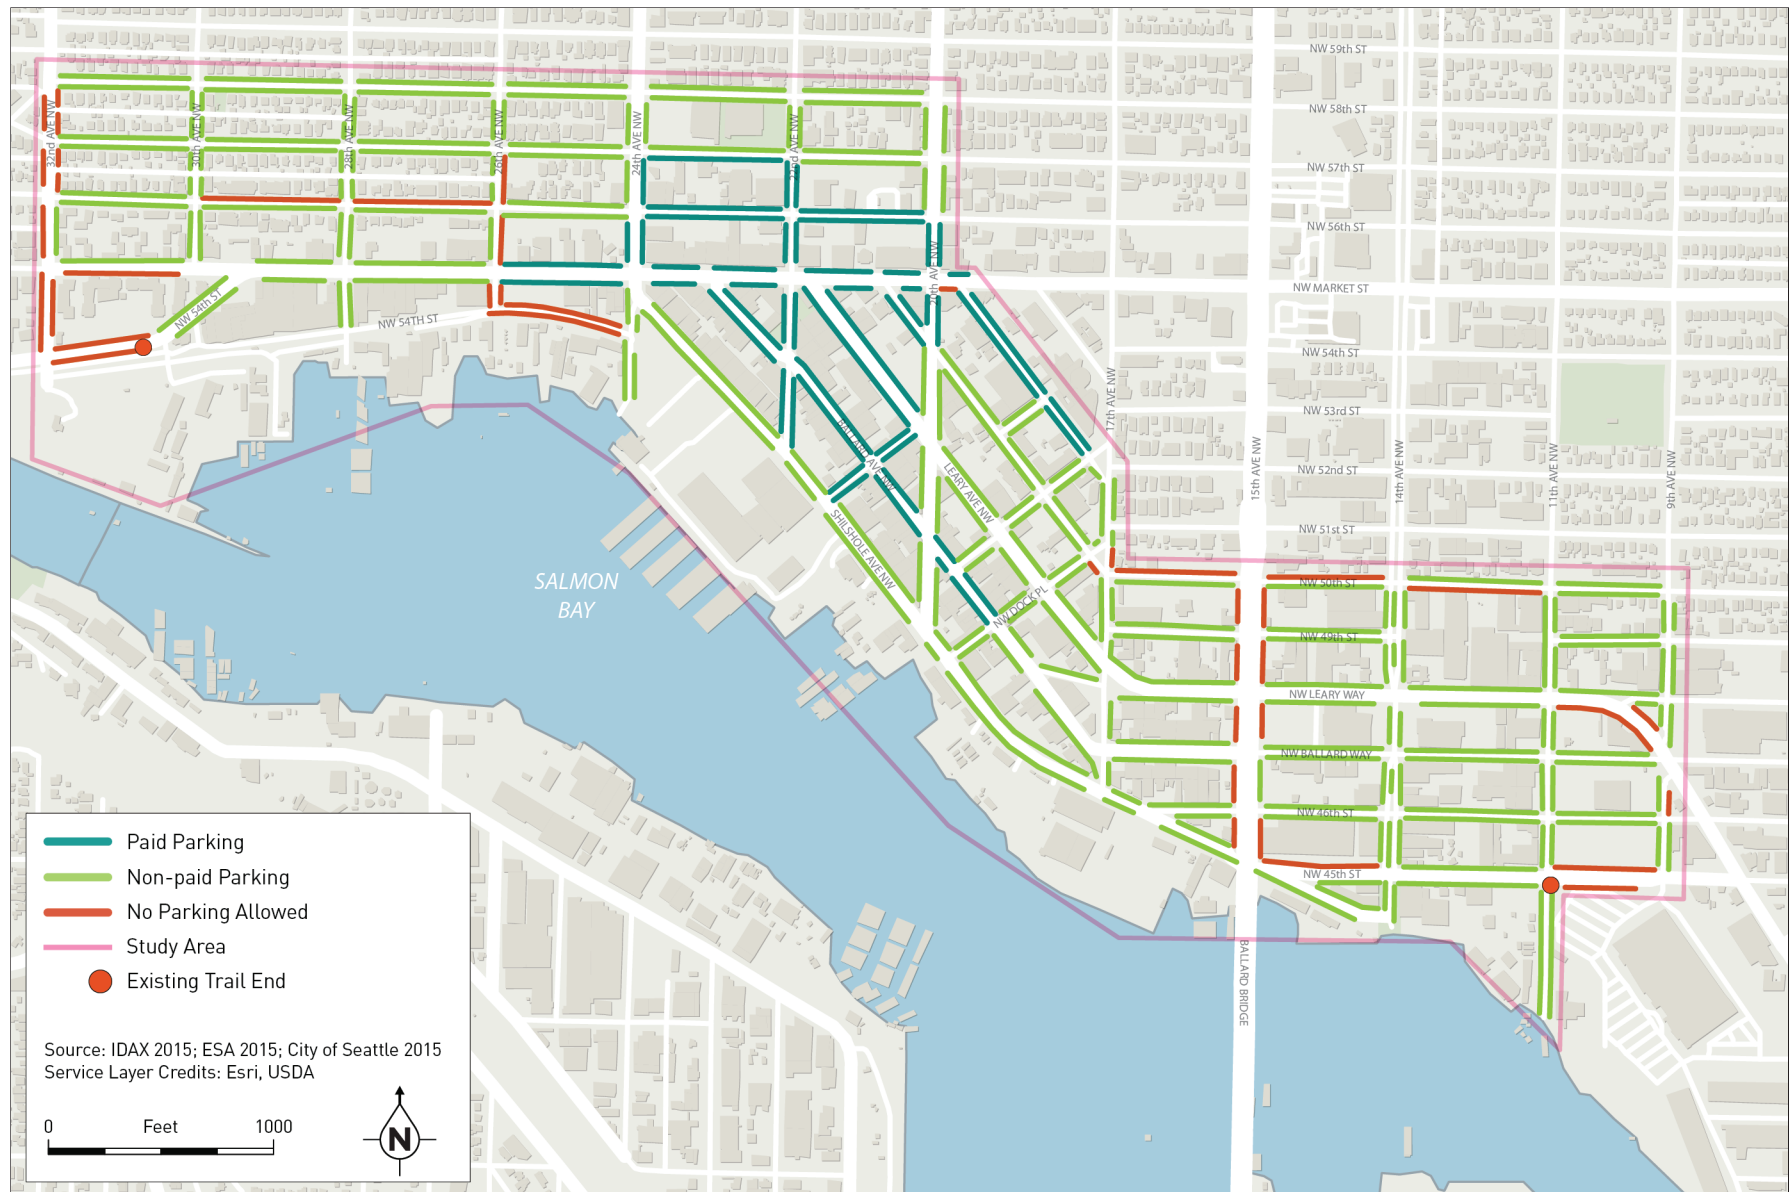 NW 59th ST
NW 58th ST
NW 57th ST
NW 56th ST
NW MARKET ST
NW 54th ST
NW 53rd ST
NW 52nd ST
NW 51st ST
NW 50th ST
NW 49th ST
NW LEARY WAY
NW BALLARD WAY
NW 46th ST
NW 45th ST
32nd AVE NW
30th AVE NW
28th AVE NW
26th AVE NW
24th AVE NW
22nd AVE NW
20th AVE NW
17th AVE NW
15th AVE NW
14th AVE NW
11th AVE NW
9th AVE NW
NW 54th ST
NW 54TH ST
BALLARD AVE NW
LEARY AVE NW
SHILSHOLE AVE NW
NW DOCK PL
SALMON
BAY
BALLARD BRIDGE
Paid Parking
Non-paid Parking
No Parking Allowed
Study Area
Existing Trail End
Source: IDAX 2015; ESA 2015; City of Seattle 2015
Service Layer Credits: Esri, USDA
0 Feet 1000
N